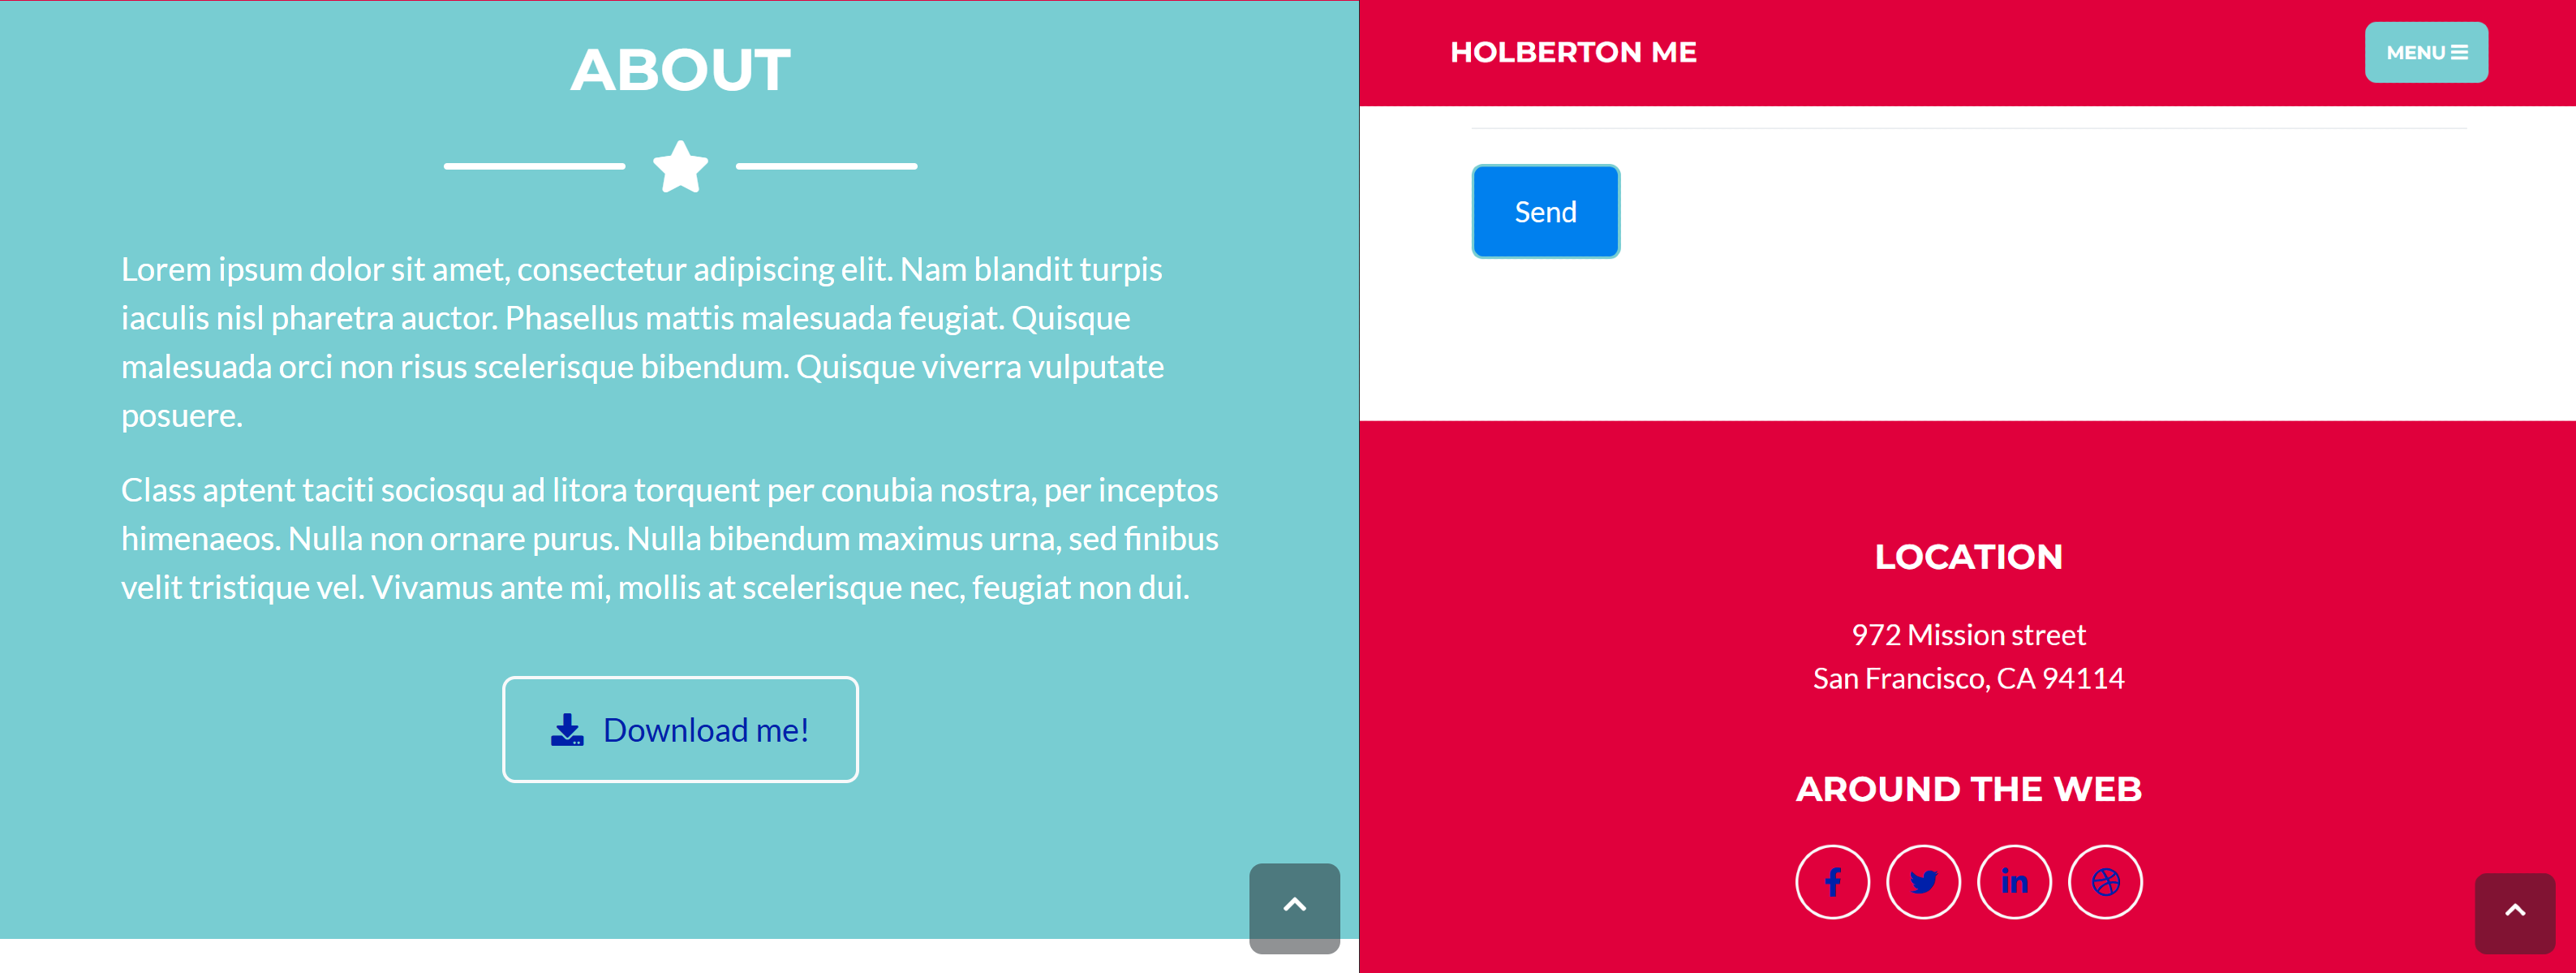 ABOUT
Lorem ipsum dolor sit amet, consectetur adipiscing elit. Nam blandit turpis
iaculis nisl pharetra auctor. Phasellus mattis malesuada feugiat. Quisque
malesuada orci non risus scelerisque bibendum. Quisque viverra vulputate
posuere.
Class aptent taciti sociosqu ad litora torquent per conubia nostra, per inceptos
himenaeos. Nulla non ornare purus. Nulla bibendum maximus urna, sed finibus
velit tristique vel. Vivamus ante mi, mollis at scelerisque nec, feugiat non dui.
Download me!
HOLBERTON ME
MENU
Send
LOCATION
972 Mission street
San Francisco, CA 94114
AROUND THE WEB